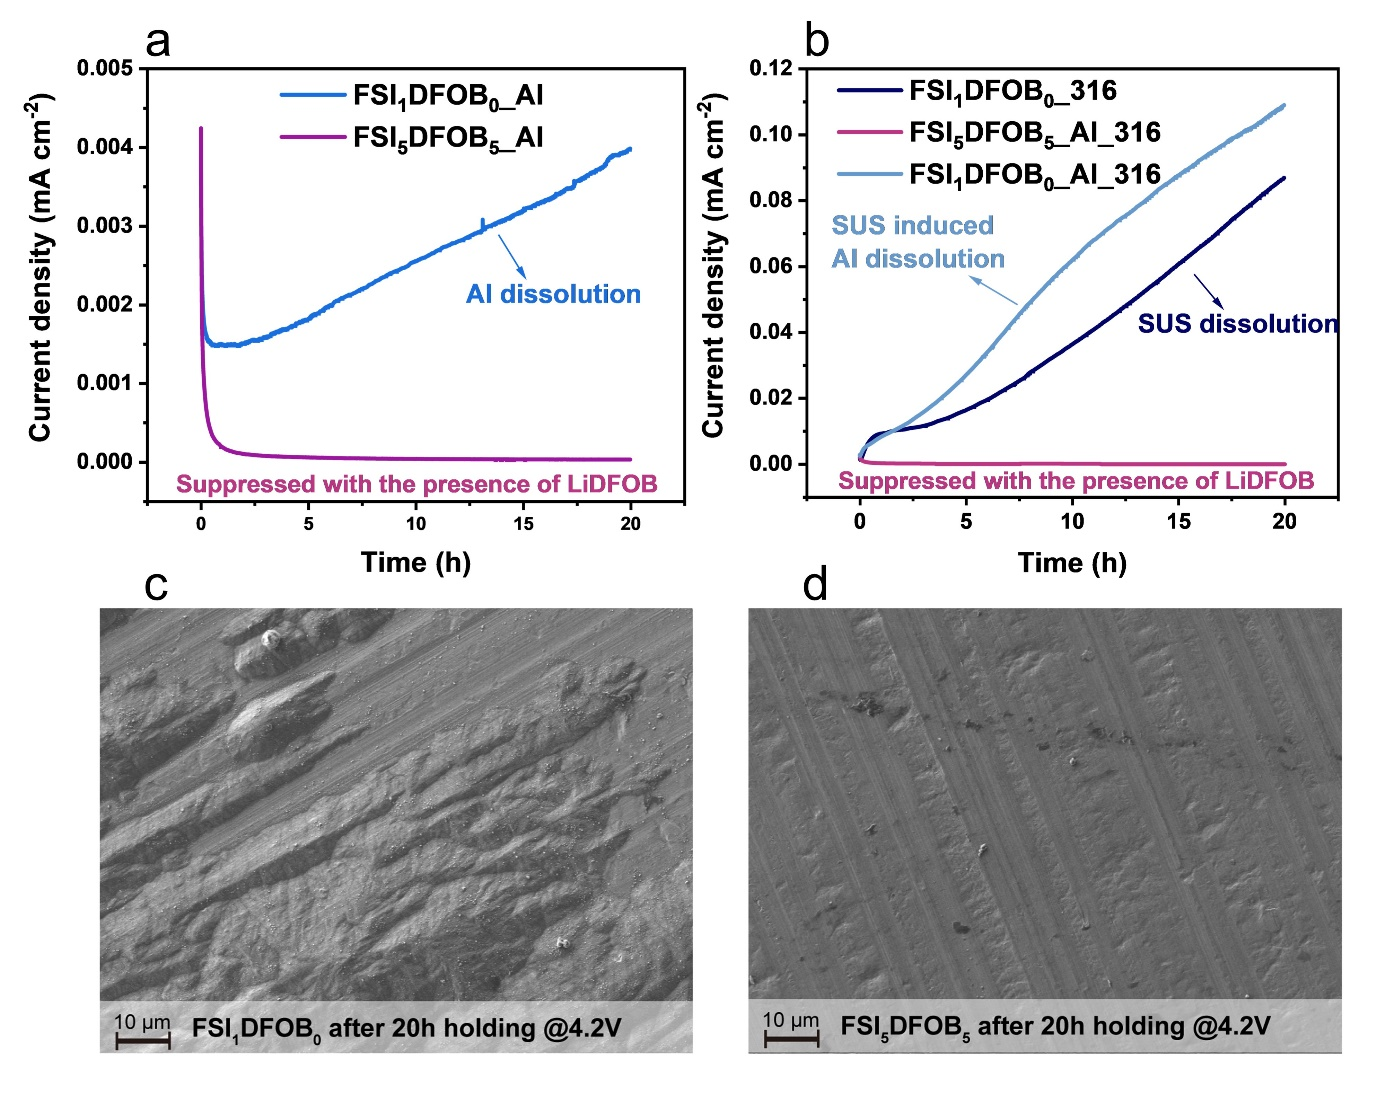 a
0.005
0.004
0.003
0.002
0.001
0.000
Current density (mA cm⁻²)
FSI₁DFOB₀_Al
FSI₅DFOB₅_Al
Al dissolution
Suppressed with the presence of LiDFOB
0 5 10 15 20
Time (h)
b
0.12
0.10
0.08
0.06
0.04
0.02
0.00
Current density (mA cm⁻²)
FSI₁DFOB₀_316
FSI₅DFOB₅_Al_316
FSI₁DFOB₀_Al_316
SUS induced
Al dissolution
SUS dissolution
Suppressed with the presence of LiDFOB
0 5 10 15 20
Time (h)
c
10 μm
FSI₁DFOB₀ after 20h holding @4.2V
d
10 μm
FSI₅DFOB₅ after 20h holding @4.2V